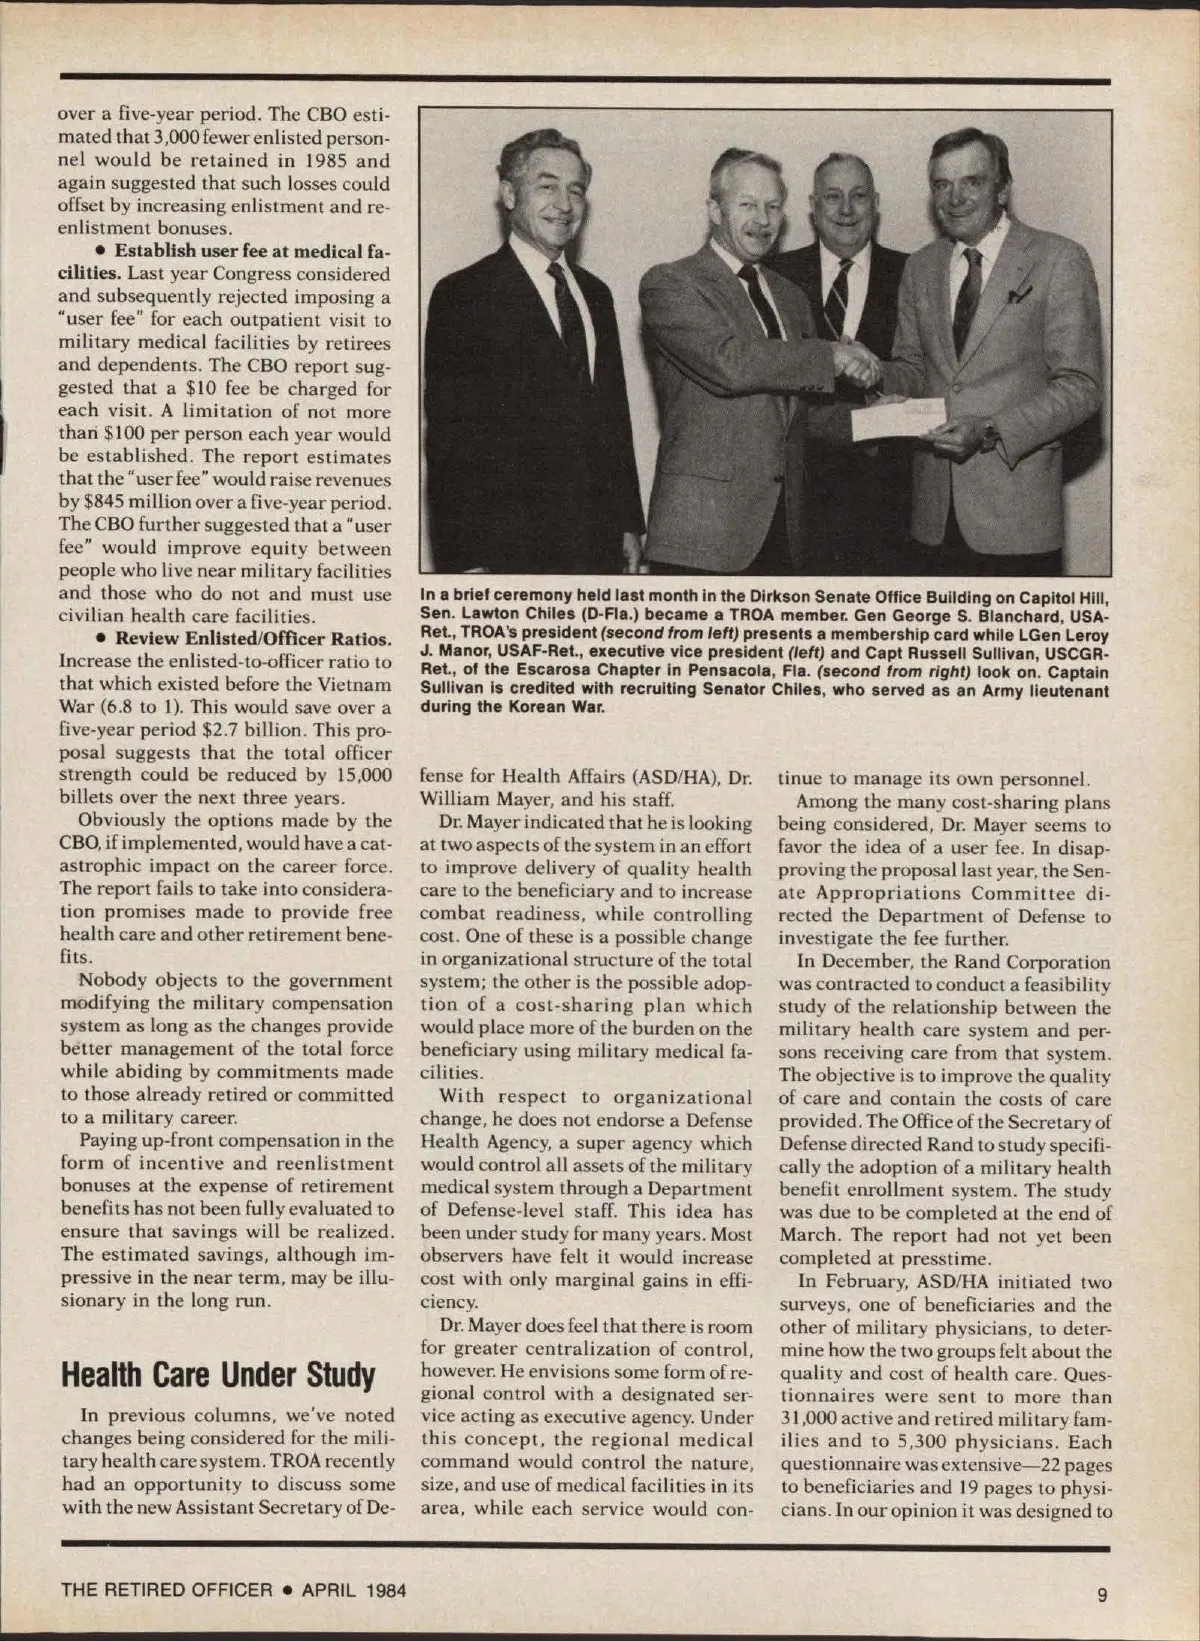 over a five-year period. The CBO esti-
mated that 3,000 fewer enlisted person-
nel would be retained in 1985 and
again suggested that such losses could
offset by increasing enlistment and re-
enlistment bonuses.
• Establish user fee at medical fa-
cilities. Last year Congress considered
and subsequently rejected imposing a
"user fee" for each outpatient visit to
military medical facilities by retirees
and dependents. The CBO report sug-
gested that a $10 fee be charged for
each visit. A limitation of not more
than $100 per person each year would
be established. The report estimates
that the "user fee" would raise revenues
by $845 million over a five-year period.
The CBO further suggested that a "user
fee" would improve equity between
people who live near military facilities
and those who do not and must use
civilian health care facilities.
• Review Enlisted/Officer Ratios.
Increase the enlisted-to-officer ratio to
that which existed before the Vietnam
War (6.8 to 1). This would save over a
five-year period $2.7 billion. This pro-
posal suggests that the total officer
strength could be reduced by 15,000
billets over the next three years.
Obviously the options made by the
CBO, if implemented, would have a cat-
astrophic impact on the career force.
The report fails to take into considera-
tion promises made to provide free
health care and other retirement bene-
fits.
Nobody objects to the government
modifying the military compensation
system as long as the changes provide
better management of the total force
while abiding by commitments made
to those already retired or committed
to a military career.
Paying up-front compensation in the
form of incentive and reenlistment
bonuses at the expense of retirement
benefits has not been fully evaluated to
ensure that savings will be realized.
The estimated savings, although im-
pressive in the near term, may be illu-
sionary in the long run.
Health Care Under Study
In previous columns, we've noted
changes being considered for the mili-
tary health care system. TROA recently
had an opportunity to discuss some
with the new Assistant Secretary of De-
In a brief ceremony held last month in the Dirkson Senate Office Building on Capitol Hill,
Sen. Lawton Chiles (D-Fla.) became a TROA member. Gen George S. Blanchard, USA-
Ret., TROA's president (second from left) presents a membership card while LGen Leroy
J. Manor, USAF-Ret., executive vice president (left) and Capt Russell Sullivan, USCGR-
Ret., of the Escarosa Chapter in Pensacola, Fla. (second from right) look on. Captain
Sullivan is credited with recruiting Senator Chiles, who served as an Army lieutenant
during the Korean War.
fense for Health Affairs (ASD/HA), Dr.
William Mayer, and his staff.
Dr. Mayer indicated that he is looking
at two aspects of the system in an effort
to improve delivery of quality health
care to the beneficiary and to increase
combat readiness, while controlling
cost. One of these is a possible change
in organizational structure of the total
system; the other is the possible adop-
tion of a cost-sharing plan which
would place more of the burden on the
beneficiary using military medical fa-
cilities.
With respect to organizational
change, he does not endorse a Defense
Health Agency, a super agency which
would control all assets of the military
medical system through a Department
of Defense-level staff. This idea has
been under study for many years. Most
observers have felt it would increase
cost with only marginal gains in effi-
ciency.
Dr. Mayer does feel that there is room
for greater centralization of control,
however. He envisions some form of re-
gional control with a designated ser-
vice acting as executive agency. Under
this concept, the regional medical
command would control the nature,
size, and use of medical facilities in its
area, while each service would con-
tinue to manage its own personnel.
Among the many cost-sharing plans
being considered, Dr. Mayer seems to
favor the idea of a user fee. In disap-
proving the proposal last year, the Sen-
ate Appropriations Committee di-
rected the Department of Defense to
investigate the fee further.
In December, the Rand Corporation
was contracted to conduct a feasibility
study of the relationship between the
military health care system and per-
sons receiving care from that system.
The objective is to improve the quality
of care and contain the costs of care
provided. The Office of the Secretary of
Defense directed Rand to study specifi-
cally the adoption of a military health
benefit enrollment system. The study
was due to be completed at the end of
March. The report had not yet been
completed at presstime.
In February, ASD/HA initiated two
surveys, one of beneficiaries and the
other of military physicians, to deter-
mine how the two groups felt about the
quality and cost of health care. Ques-
tionnaires were sent to more than
31,000 active and retired military fam-
ilies and to 5,300 physicians. Each
questionnaire was extensive—22 pages
to beneficiaries and 19 pages to physi-
cians. In our opinion it was designed to
THE RETIRED OFFICER • APRIL 1984
9